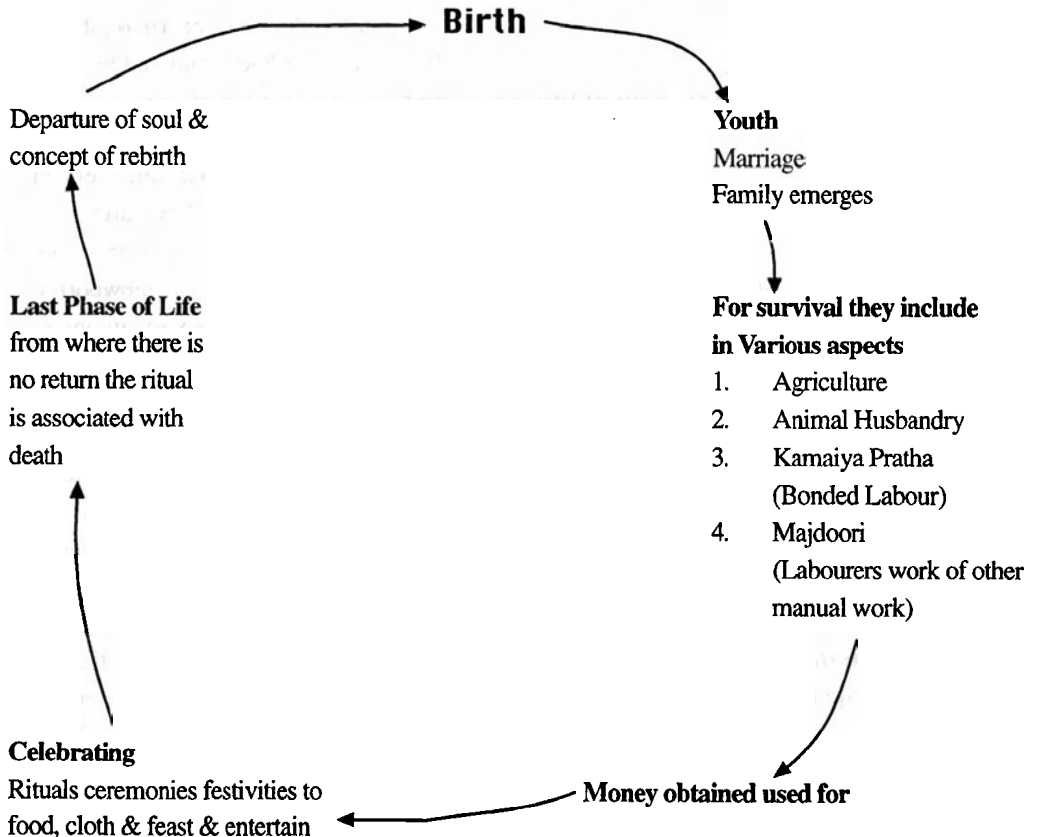 Birth
Youth
Marriage
Family emerges
For survival they include
in Various aspects
1. Agriculture
2. Animal Husbandry
3. Kamaiya Pratha
(Bonded Labour)
4. Majdoori
(Labourers work of other
manual work)
Money obtained used for
Celebrating
Rituals ceremonies festivities to
food, cloth & feast & entertain
Last Phase of Life
from where there is
no return the ritual
is associated with
death
Departure of soul &
concept of rebirth